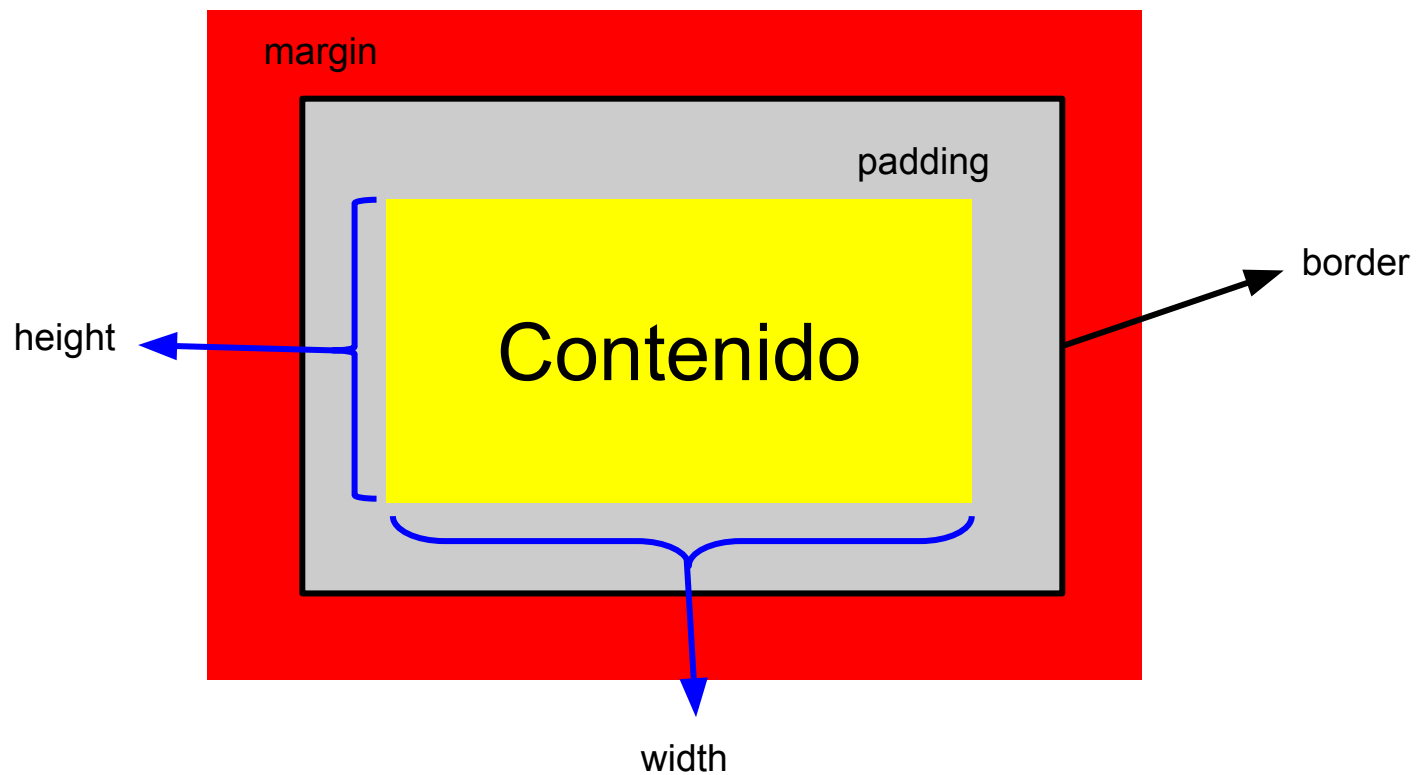 margin
padding
border
height
Contenido
width